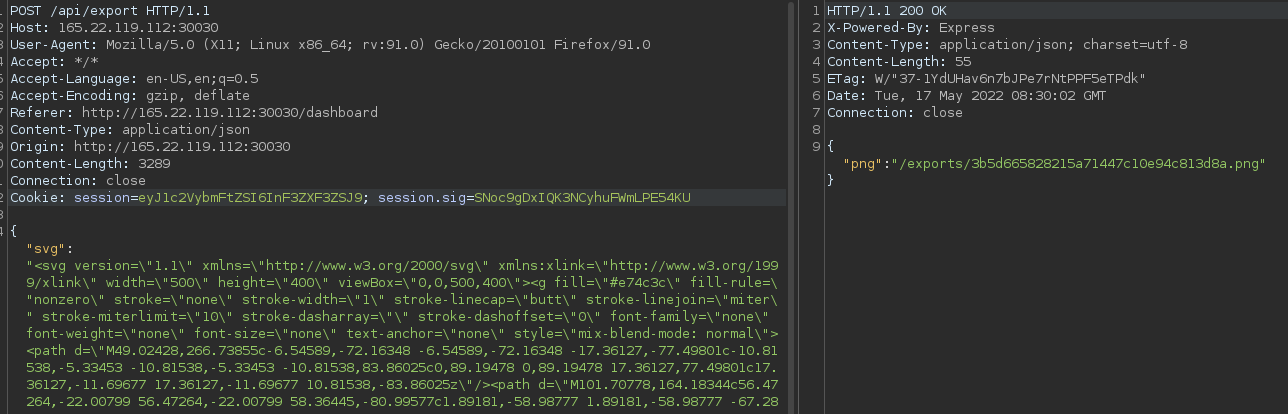 POST /api/export HTTP/1.1
Host: 165.22.119.112:30030
User-Agent: Mozilla/5.0 (X11; Linux x86_64; rv:91.0) Gecko/20100101 Firefox/91.0
Accept: */*
Accept-Language: en-US,en;q=0.5
Accept-Encoding: gzip, deflate
Referer: http://165.22.119.112:30030/dashboard
Content-Type: application/json
Origin: http://165.22.119.112:30030
Content-Length: 3289
Connection: close
Cookie: session=eyJ1c2VybmFtZSI6InF3ZXF3ZSJ9; session.sig=SNoc9gDxIQK3NCyhuFWmLPE54KU
{
"svg":
"<svg version=\"1.1\" xmlns=\"http://www.w3.org/2000/svg\" xmlns:xlink=\"http://www.w3.org/199
9/xlink\" width=\"500\" height=\"400\" viewBox=\"0,0,500,400\"><g fill=\"#e74c3c\" fill-rule=\
"nonzero\" stroke=\"none\" stroke-width=\"1\" stroke-linecap=\"butt\" stroke-linejoin=\"miter\
" stroke-miterlimit=\"10\" stroke-dasharray=\"\" stroke-dashoffset=\"0\" font-family=\"none\"
font-weight=\"none\" font-size=\"none\" text-anchor=\"none\" style=\"mix-blend-mode: normal\">
<path d=\"M49.02428,266.73855c-6.54589,-72.16348 -6.54589,-72.16348 -17.36127,-77.49801c-10.81
538,-5.33453 -10.81538,-5.33453 -10.81538,83.86025c0,89.19478 0,89.19478 17.36127,77.49801c17.
36127,-11.69677 17.36127,-11.69677 10.81538,-83.86025z\"/><path d=\"M101.70778,164.18344c56.47
264,-22.00799 56.47264,-22.00799 58.36445,-80.99577c1.89181,-58.98777 1.89181,-58.98777 -67.28
1 HTTP/1.1 200 OK
2 X-Powered-By: Express
3 Content-Type: application/json; charset=utf-8
4 Content-Length: 55
5 ETag: W/"37-1YdUHav6n7bJPe7rNtPPF5eTPdk"
6 Date: Tue, 17 May 2022 08:30:02 GMT
7 Connection: close
8
9 {
"png":"/exports/3b5d665828215a71447c10e94c813d8a.png"
}